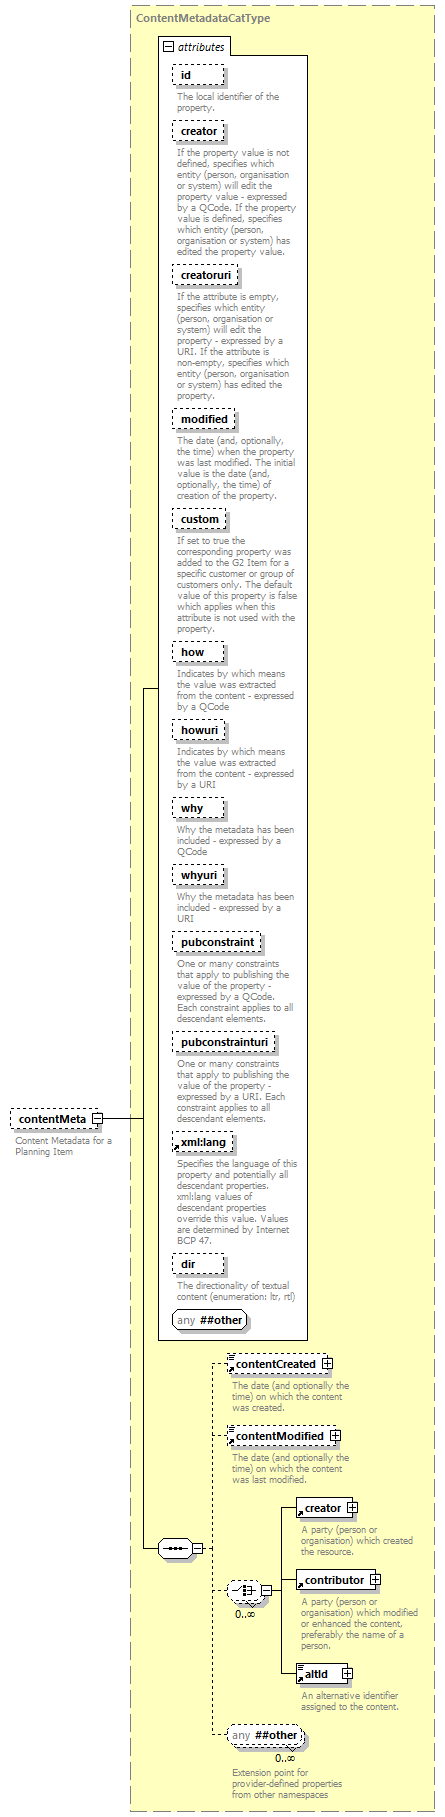 ContentMetadataCatType
attributes
id
The local identifier of the
property.
creator
If the property value is not
defined, specifies which
entity (person, organisation
or system) will edit the
property value - expressed
by a QCode. If the property
value is defined, specifies
which entity (person,
organisation or system) has
edited the property value.
creatoruri
If the attribute is empty,
specifies which entity
(person, organisation or
system) will edit the
property - expressed by a
URI. If the attribute is
non-empty, specifies which
entity (person, organisation
or system) has edited the
property.
modified
The date (and, optionally,
the time) when the property
was last modified. The initial
value is the date (and,
optionally, the time) of
creation of the property.
custom
If set to true the
corresponding property was
added to the G2 Item for a
specific customer or group of
customers only. The default
value of this property is false
which applies when this
attribute is not used with the
property.
how
Indicates by which means
the value was extracted
from the content - expressed
by a QCode
howuri
Indicates by which means
the value was extracted
from the content - expressed
by a URI
why
Why the metadata has been
included - expressed by a
QCode
whyuri
Why the metadata has been
included - expressed by a
URI
pubconstraint
One or many constraints
that apply to publishing the
value of the property -
expressed by a QCode.
Each constraint applies to all
descendant elements.
pubconstrainturi
One or many constraints
that apply to publishing the
value of the property -
expressed by a URI. Each
constraint applies to all
descendant elements.
contentMeta
Content Metadata for a
Planning Item
xml:lang
Specifies the language of this
property and potentially all
descendant properties.
xml:lang values of
descendant properties
override this value. Values
are determined by Internet
BCP 47.
dir
The directionality of textual
content (enumeration: ltr, rtl)
any ##other
contentCreated
The date (and optionally the
time) on which the content
was created.
contentModified
The date (and optionally the
time) on which the content
was last modified.
creator
A party (person or
organisation) which created
the resource.
contributor
A party (person or
organisation) which modified
or enhanced the content,
preferably the name of a
person.
0..∞
altId
An alternative identifier
assigned to the content.
any ##other
0..∞
Extension point for
provider-defined properties
from other namespaces